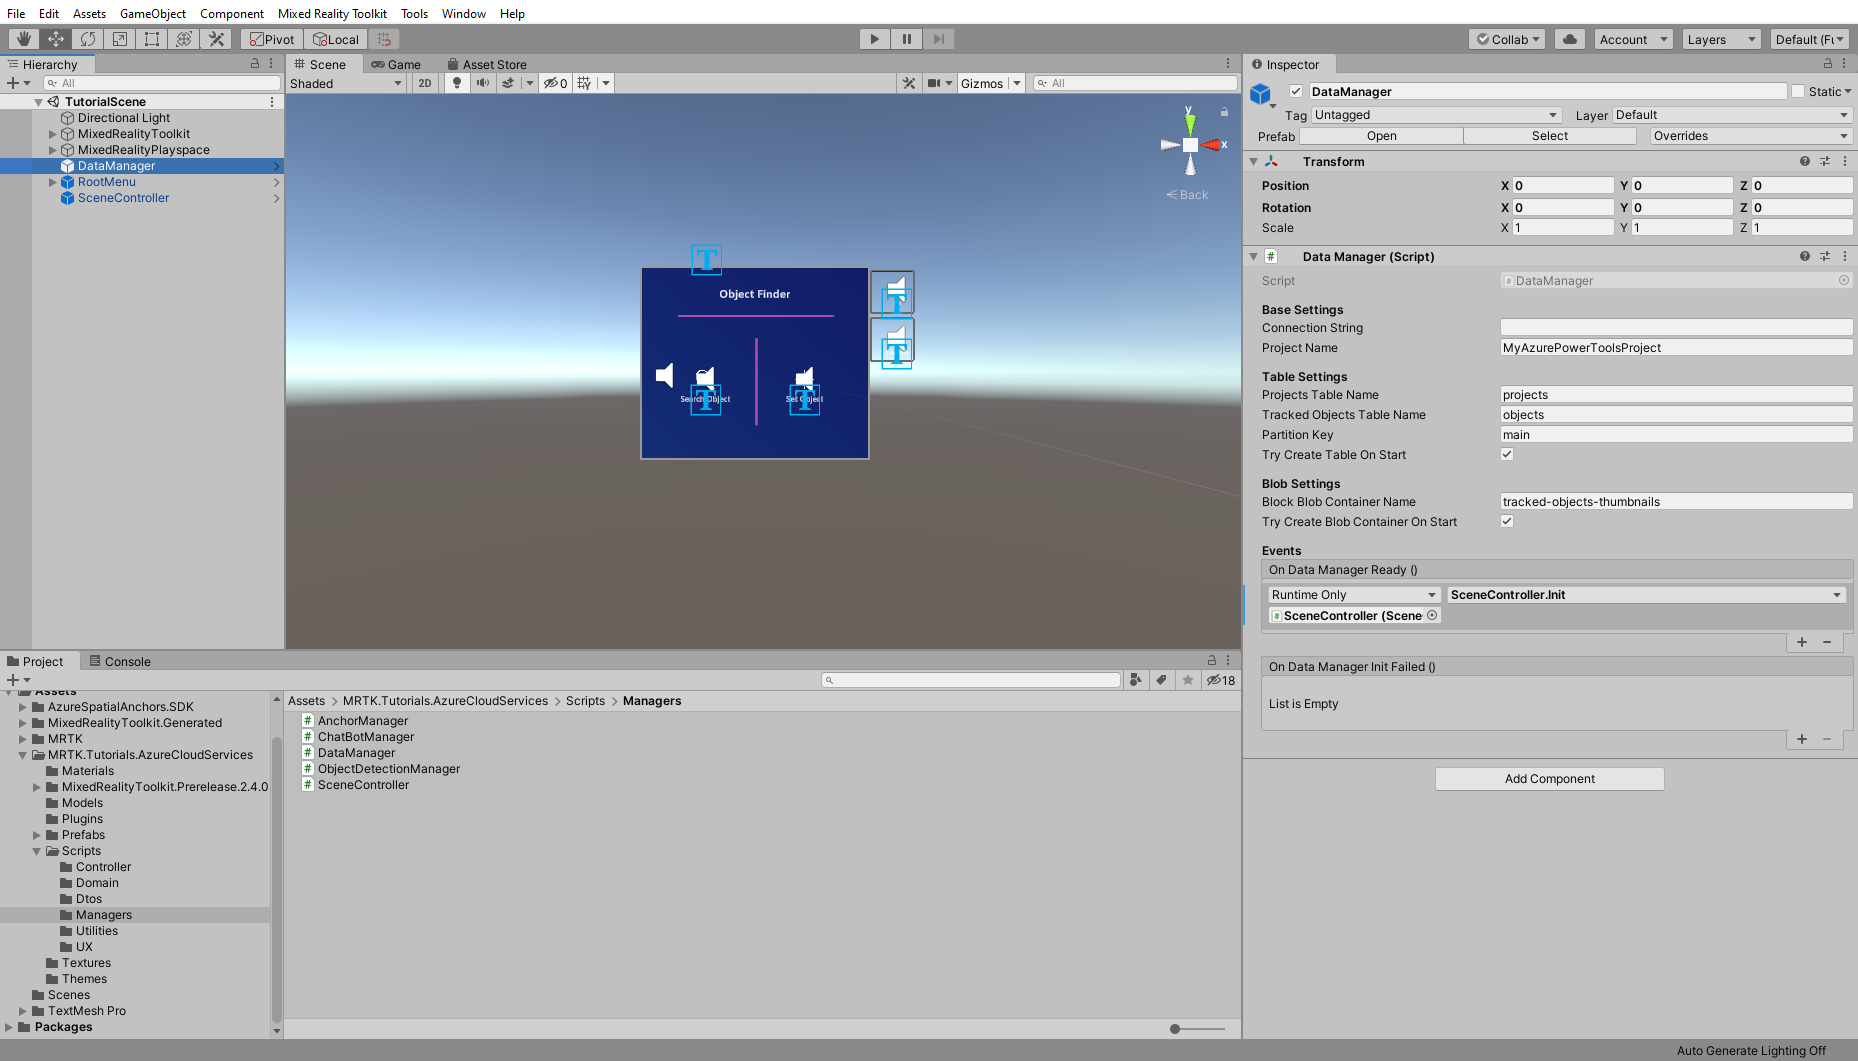 File Edit Assets GameObject Component Mixed Reality Toolkit Tools Window Help
Pivot Local Collab Account Layers Default (Fu
Hierarchy
All
TutorialScene
Directional Light
MixedRealityToolkit
MixedRealityPlayspace
DataManager
RootMenu
SceneController
Scene Game Asset Store
Shaded 2D 0 Gizmos All
y
x
Back
Object Finder
T
T
T
Search Object
T
Set Object
T
Inspector
DataManager Static
Tag Untagged Layer Default
Prefab Open Select Overrides
Transform
Position X 0 Y 0 Z 0
Rotation X 0 Y 0 Z 0
Scale X 1 Y 1 Z 1
# Data Manager (Script)
Script # DataManager
Base Settings
Connection String
Project Name MyAzurePowerToolsProject
Table Settings
Projects Table Name projects
Tracked Objects Table Name objects
Partition Key main
Try Create Table On Start
Blob Settings
Block Blob Container Name tracked-objects-thumbnails
Try Create Blob Container On Start
Events
On Data Manager Ready ()
Runtime Only SceneController.Init
# SceneController (Scene
+ −
On Data Manager Init Failed ()
List is Empty
+ −
Add Component
Project Console
18
Assets
AzureSpatialAnchors.SDK
MixedRealityToolkit.Generated
MRTK
MRTK.Tutorials.AzureCloudServices
Materials
MixedRealityToolkit.Prerelease.2.4.0
Models
Plugins
Prefabs
Scripts
Controller
Domain
Dtos
Managers
Utilities
UX
Textures
Themes
Scenes
TextMesh Pro
Packages
Assets > MRTK.Tutorials.AzureCloudServices > Scripts > Managers
# AnchorManager
# ChatBotManager
# DataManager
# ObjectDetectionManager
# SceneController
Auto Generate Lighting Off